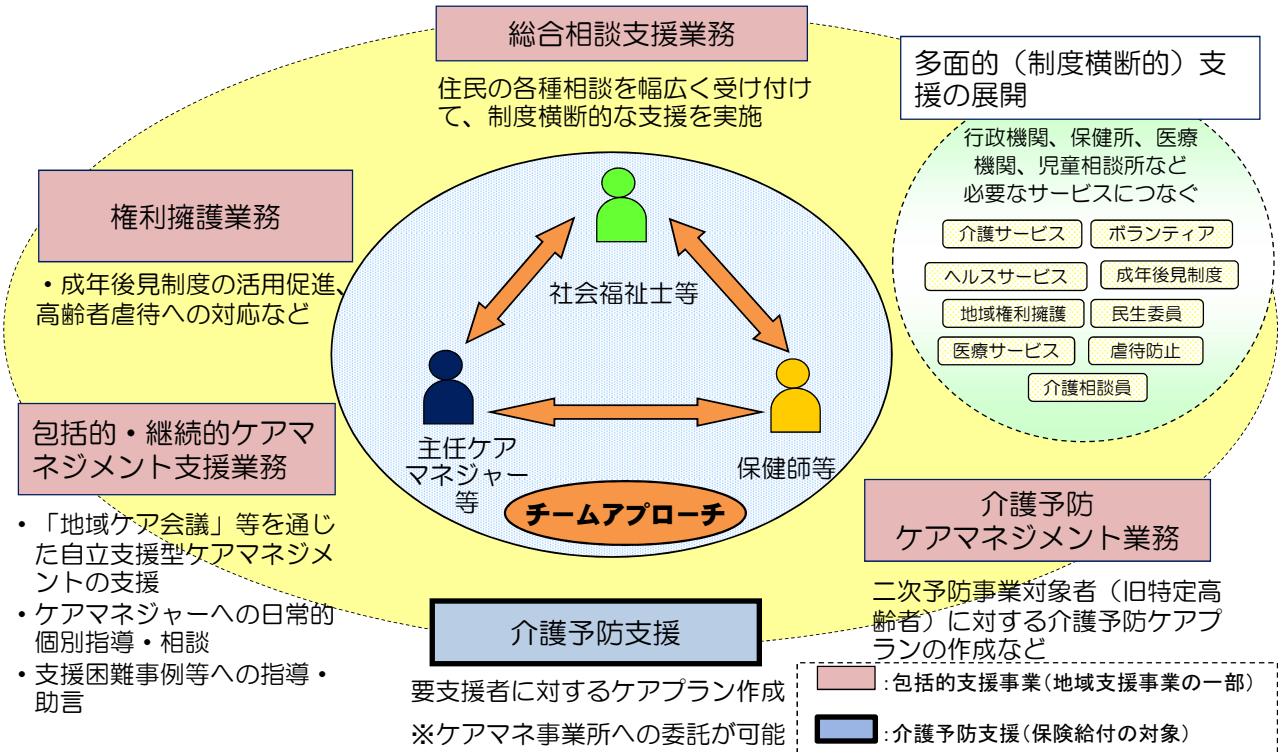 総合相談支援業務
住民の各種相談を幅広く受け付け
て、制度横断的な支援を実施
多面的（制度横断的）支
援の展開
行政機関、保健所、医療
機関、児童相談所など
必要なサービスにつなぐ
介護サービス
ボランティア
ヘルスサービス
成年後見制度
地域権利擁護
民生委員
医療サービス
虐待防止
介護相談員
権利擁護業務
・成年後見制度の活用促進、
高齢者虐待への対応など
社会福祉士等
主任ケア
マネジャー
等
保健師等
チームアプローチ
包括的・継続的ケアマ
ネジメント支援業務
・「地域ケア会議」等を通じ
た自立支援型ケアマネジメ
ントの支援
・ケアマネジャーへの日常的
個別指導・相談
・支援困難事例等への指導・
助言
介護予防
ケアマネジメント業務
二次予防事業対象者（旧特定高
齢者）に対する介護予防ケアプ
ランの作成など
介護予防支援
要支援者に対するケアプラン作成
※ケアマネ事業所への委託が可能
:包括的支援事業(地域支援事業の一部)
:介護予防支援(保険給付の対象)